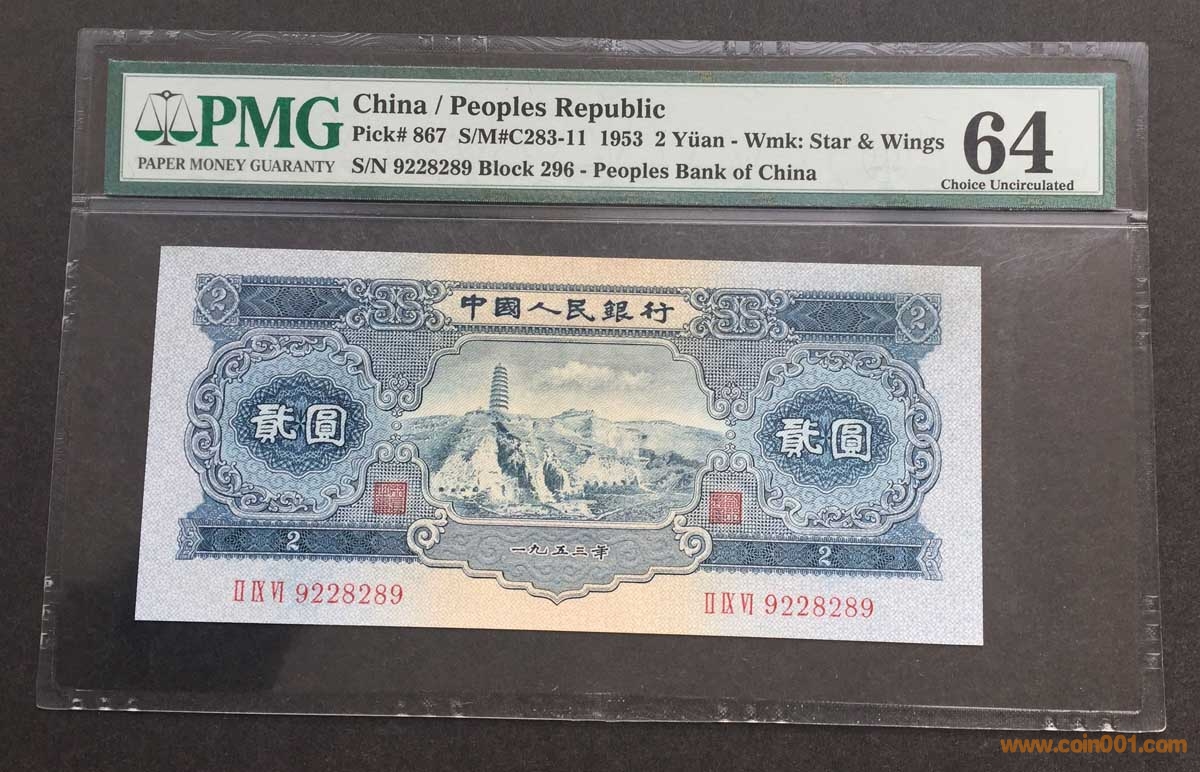 PMG
PAPER MONEY GUARANTY
China / Peoples Republic
Pick# 867 S/M#C283-11 1953 2 Yüan - Wmk: Star & Wings
S/N 9228289 Block 296 - Peoples Bank of China
64
Choice Uncirculated
2 2
中國人民銀行
貳圓 貳圓
一九五三年
2 2
II IX VI 9228289 II IX VI 9228289
www.coin001.com